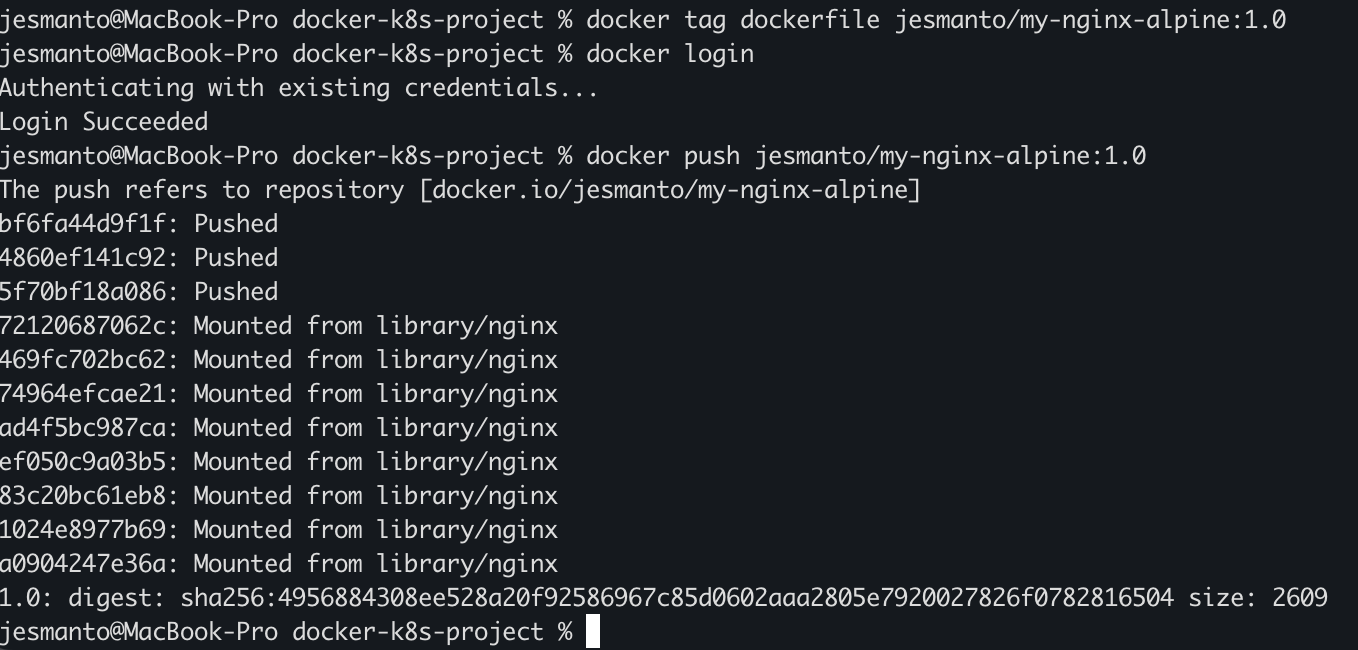 jesmanto@MacBook-Pro docker-k8s-project % docker tag dockerfile jesmanto/my-nginx-alpine:1.0
jesmanto@MacBook-Pro docker-k8s-project % docker login
Authenticating with existing credentials...
Login Succeeded
jesmanto@MacBook-Pro docker-k8s-project % docker push jesmanto/my-nginx-alpine:1.0
The push refers to repository [docker.io/jesmanto/my-nginx-alpine]
bf6fa44d9f1f: Pushed
4860ef141c92: Pushed
5f70bf18a086: Pushed
72120687062c: Mounted from library/nginx
469fc702bc62: Mounted from library/nginx
74964efcae21: Mounted from library/nginx
ad4f5bc987ca: Mounted from library/nginx
ef050c9a03b5: Mounted from library/nginx
83c20bc61eb8: Mounted from library/nginx
1024e8977b69: Mounted from library/nginx
a0904247e36a: Mounted from library/nginx
1.0: digest: sha256:4956884308ee528a20f92586967c85d0602aaa2805e7920027826f0782816504 size: 2609
jesmanto@MacBook-Pro docker-k8s-project %